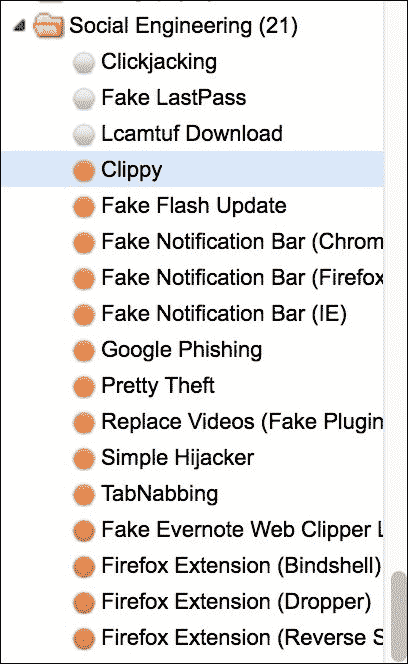 Social Engineering (21)
Clickjacking
Fake LastPass
Lcamtuf Download
Clippy
Fake Flash Update
Fake Notification Bar (Chrom
Fake Notification Bar (Firefox
Fake Notification Bar (IE)
Google Phishing
Pretty Theft
Replace Videos (Fake Plugin
Simple Hijacker
TabNabbing
Fake Evernote Web Clipper L
Firefox Extension (Bindshell)
Firefox Extension (Dropper)
Firefox Extension (Reverse S